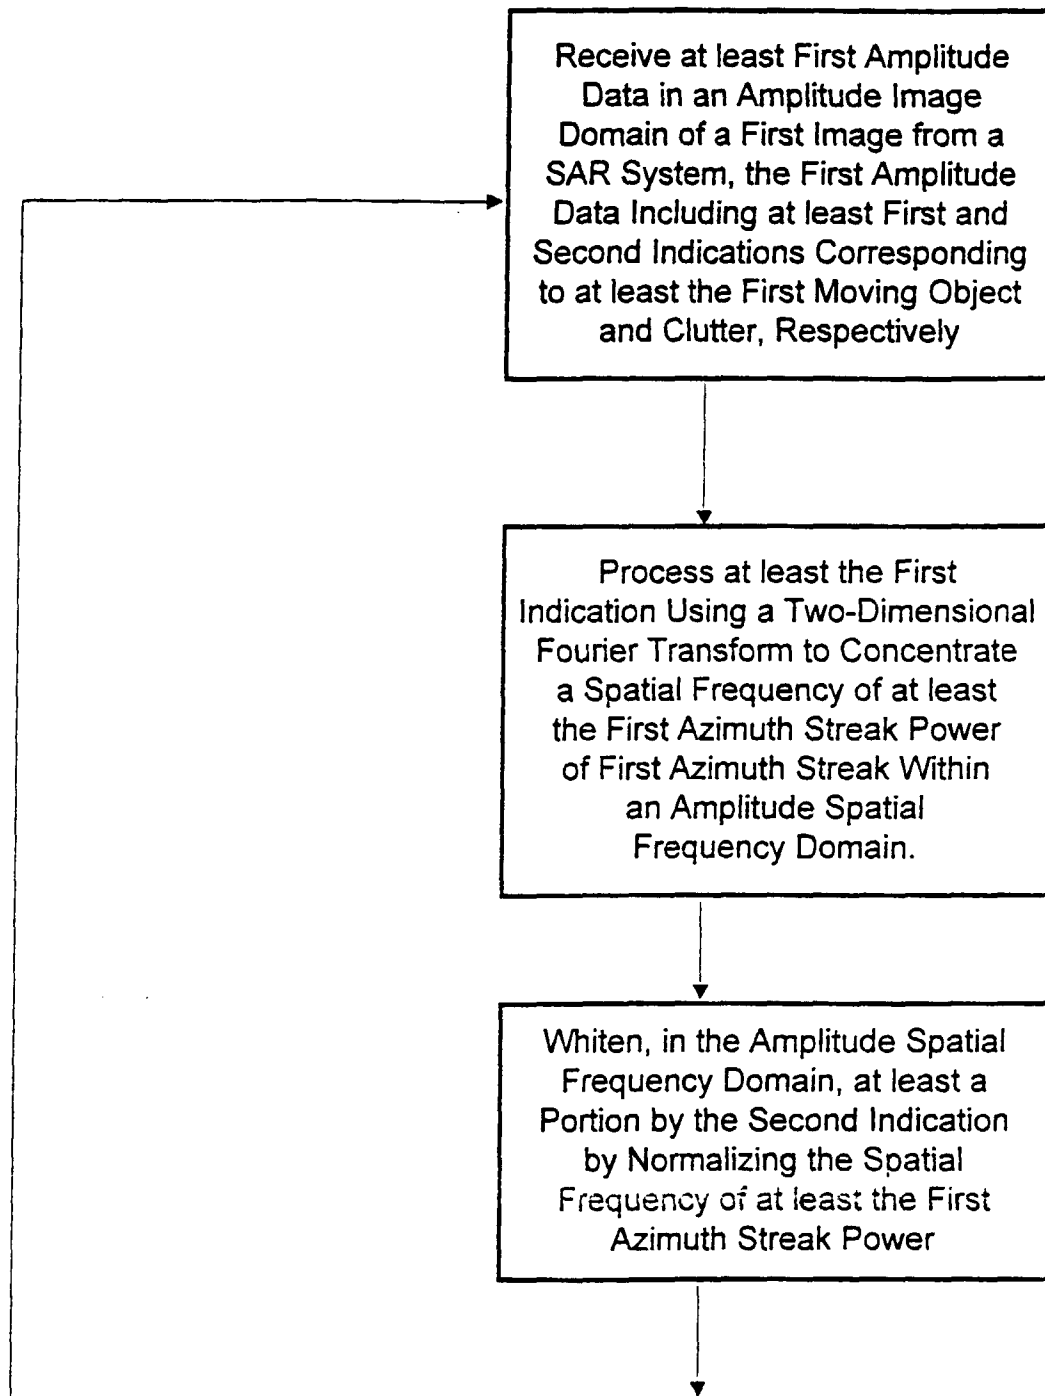 Receive at least First Amplitude
Data in an Amplitude Image
Domain of a First Image from a
SAR System, the First Amplitude
Data Including at least First and
Second Indications Corresponding
to at least the First Moving Object
and Clutter, Respectively
Process at least the First
Indication Using a Two-Dimensional
Fourier Transform to Concentrate
a Spatial Frequency of at least
the First Azimuth Streak Power
of First Azimuth Streak Within
an Amplitude Spatial
Frequency Domain.
Whiten, in the Amplitude Spatial
Frequency Domain, at least a
Portion by the Second Indication
by Normalizing the Spatial
Frequency of at least the First
Azimuth Streak Power